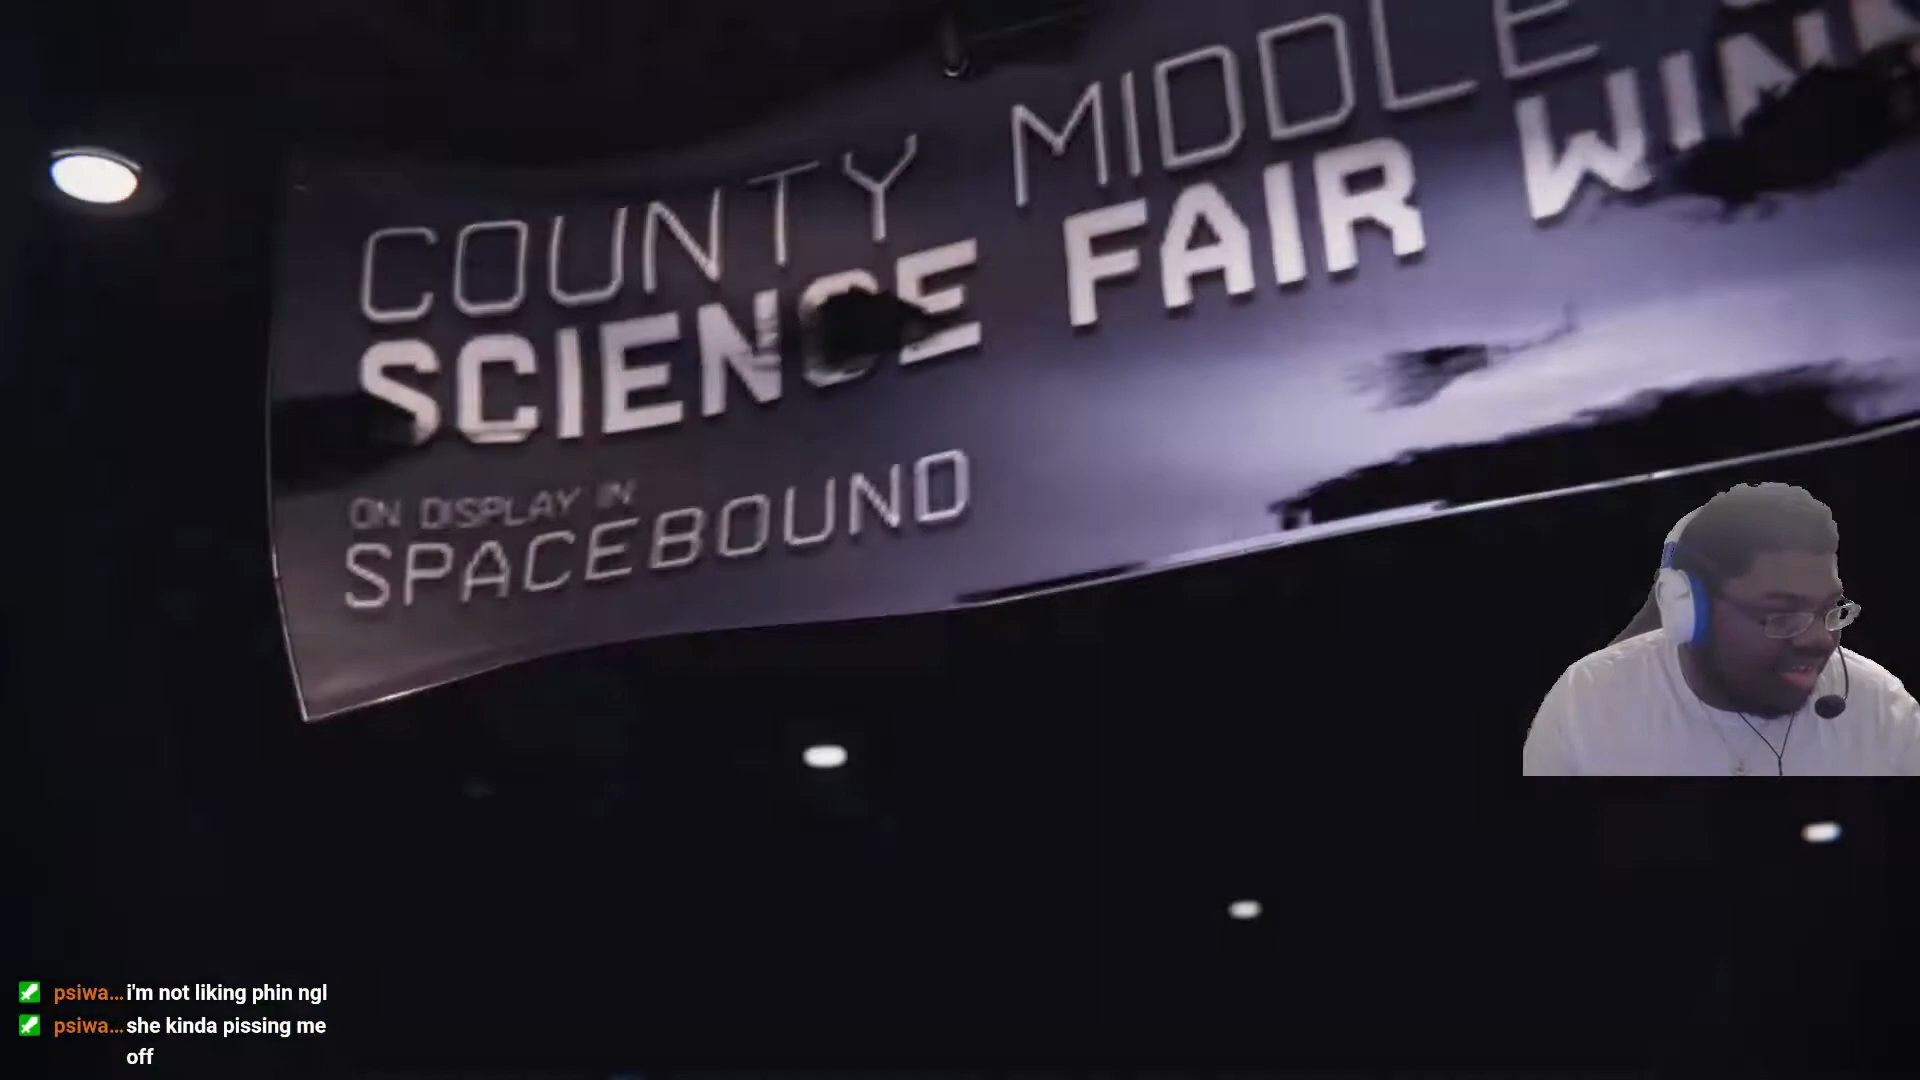 COUNTY MIDDLE
SCIENCE FAIR
ON DISPLAY IN
SPACEBOUND
psiwa...i'm not liking phin ngl
psiwa...she kinda pissing me
off